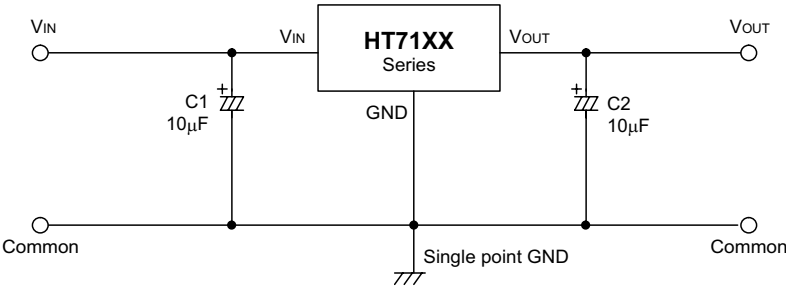 VIN
VIN
HT71XX
Series
VOUT
VOUT
+
C1
10μF
GND
+
C2
10μF
Common
Single point GND
Common